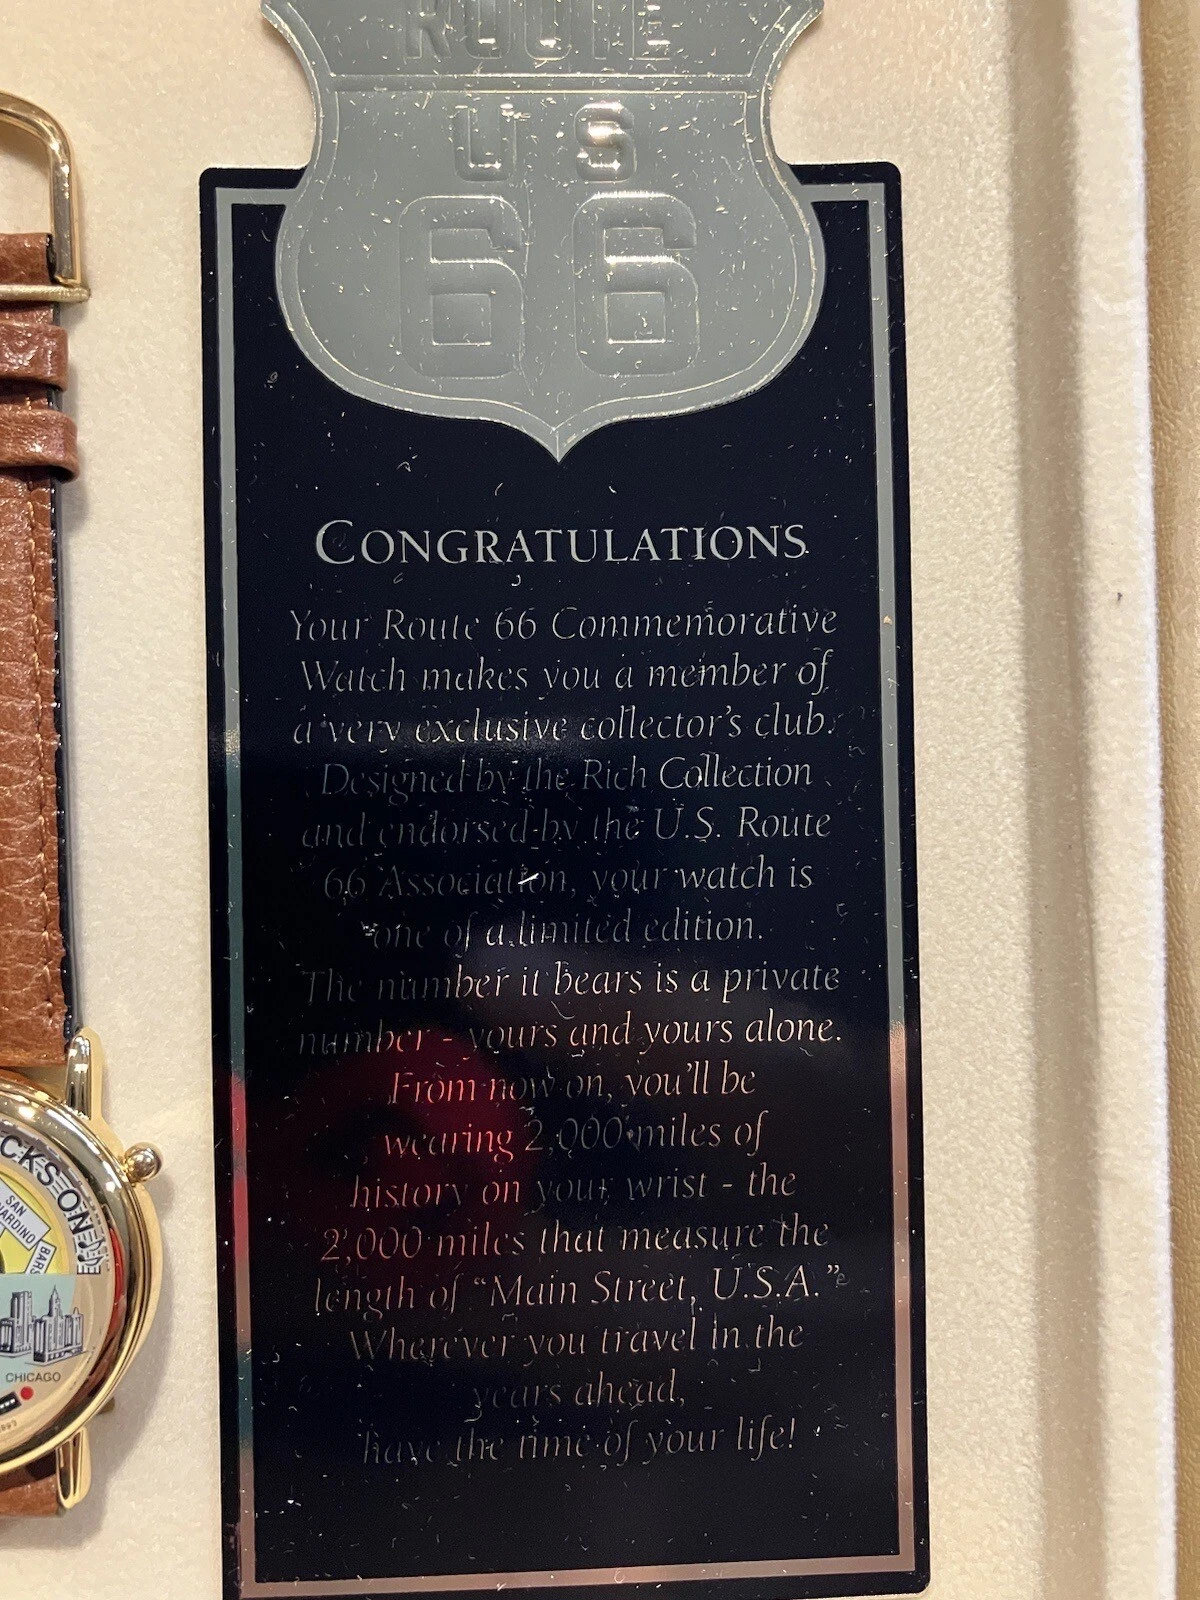 ROUTE
U S
66
CONGRATULATIONS
Your Route 66 Commemorative
Watch makes you a member of
a very exclusive collector's club.
Designed by the Rich Collection
and endorsed by the U.S. Route
66 Association, your watch is
one of a limited edition.
The number it bears is a private
number - yours and yours alone.
From now on, you'll be
wearing 2,000 miles of
history on your wrist - the
2,000 miles that measure the
length of "Main Street, U.S.A."
Wherever you travel in the
years ahead,
have the time of your life!
CKSON
SAN
ARDINO
BARS
CHICAGO